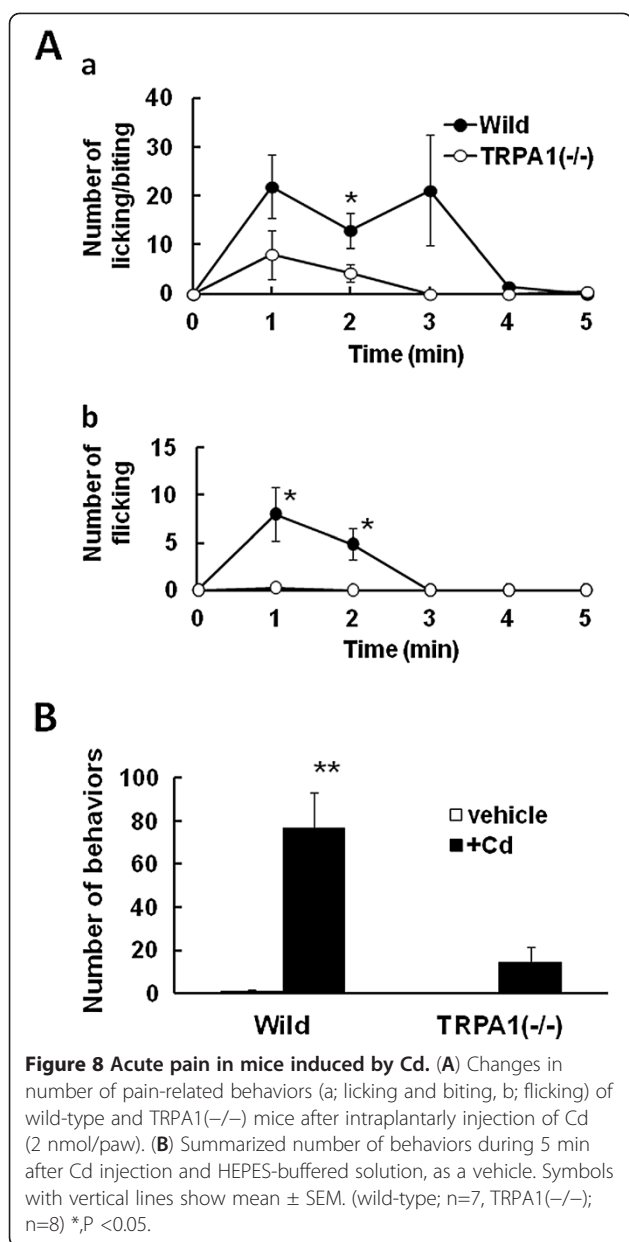 A
a
Number of
licking/biting
40
30
20
10
0
*
Wild
TRPA1(-/-)
0 1 2 3 4 5
Time (min)
b
Number of
flicking
15
10
5
0
*
*
0 1 2 3 4 5
Time (min)
B
Number of behaviors
100
80
60
40
20
0
**
vehicle
+Cd
Wild TRPA1(-/-)
Figure 8 Acute pain in mice induced by Cd. (A) Changes in
number of pain-related behaviors (a; licking and biting, b; flicking) of
wild-type and TRPA1(−/−) mice after intraplantarly injection of Cd
(2 nmol/paw). (B) Summarized number of behaviors during 5 min
after Cd injection and HEPES-buffered solution, as a vehicle. Symbols
with vertical lines show mean ± SEM. (wild-type; n=7, TRPA1(−/−);
n=8) *,P <0.05.